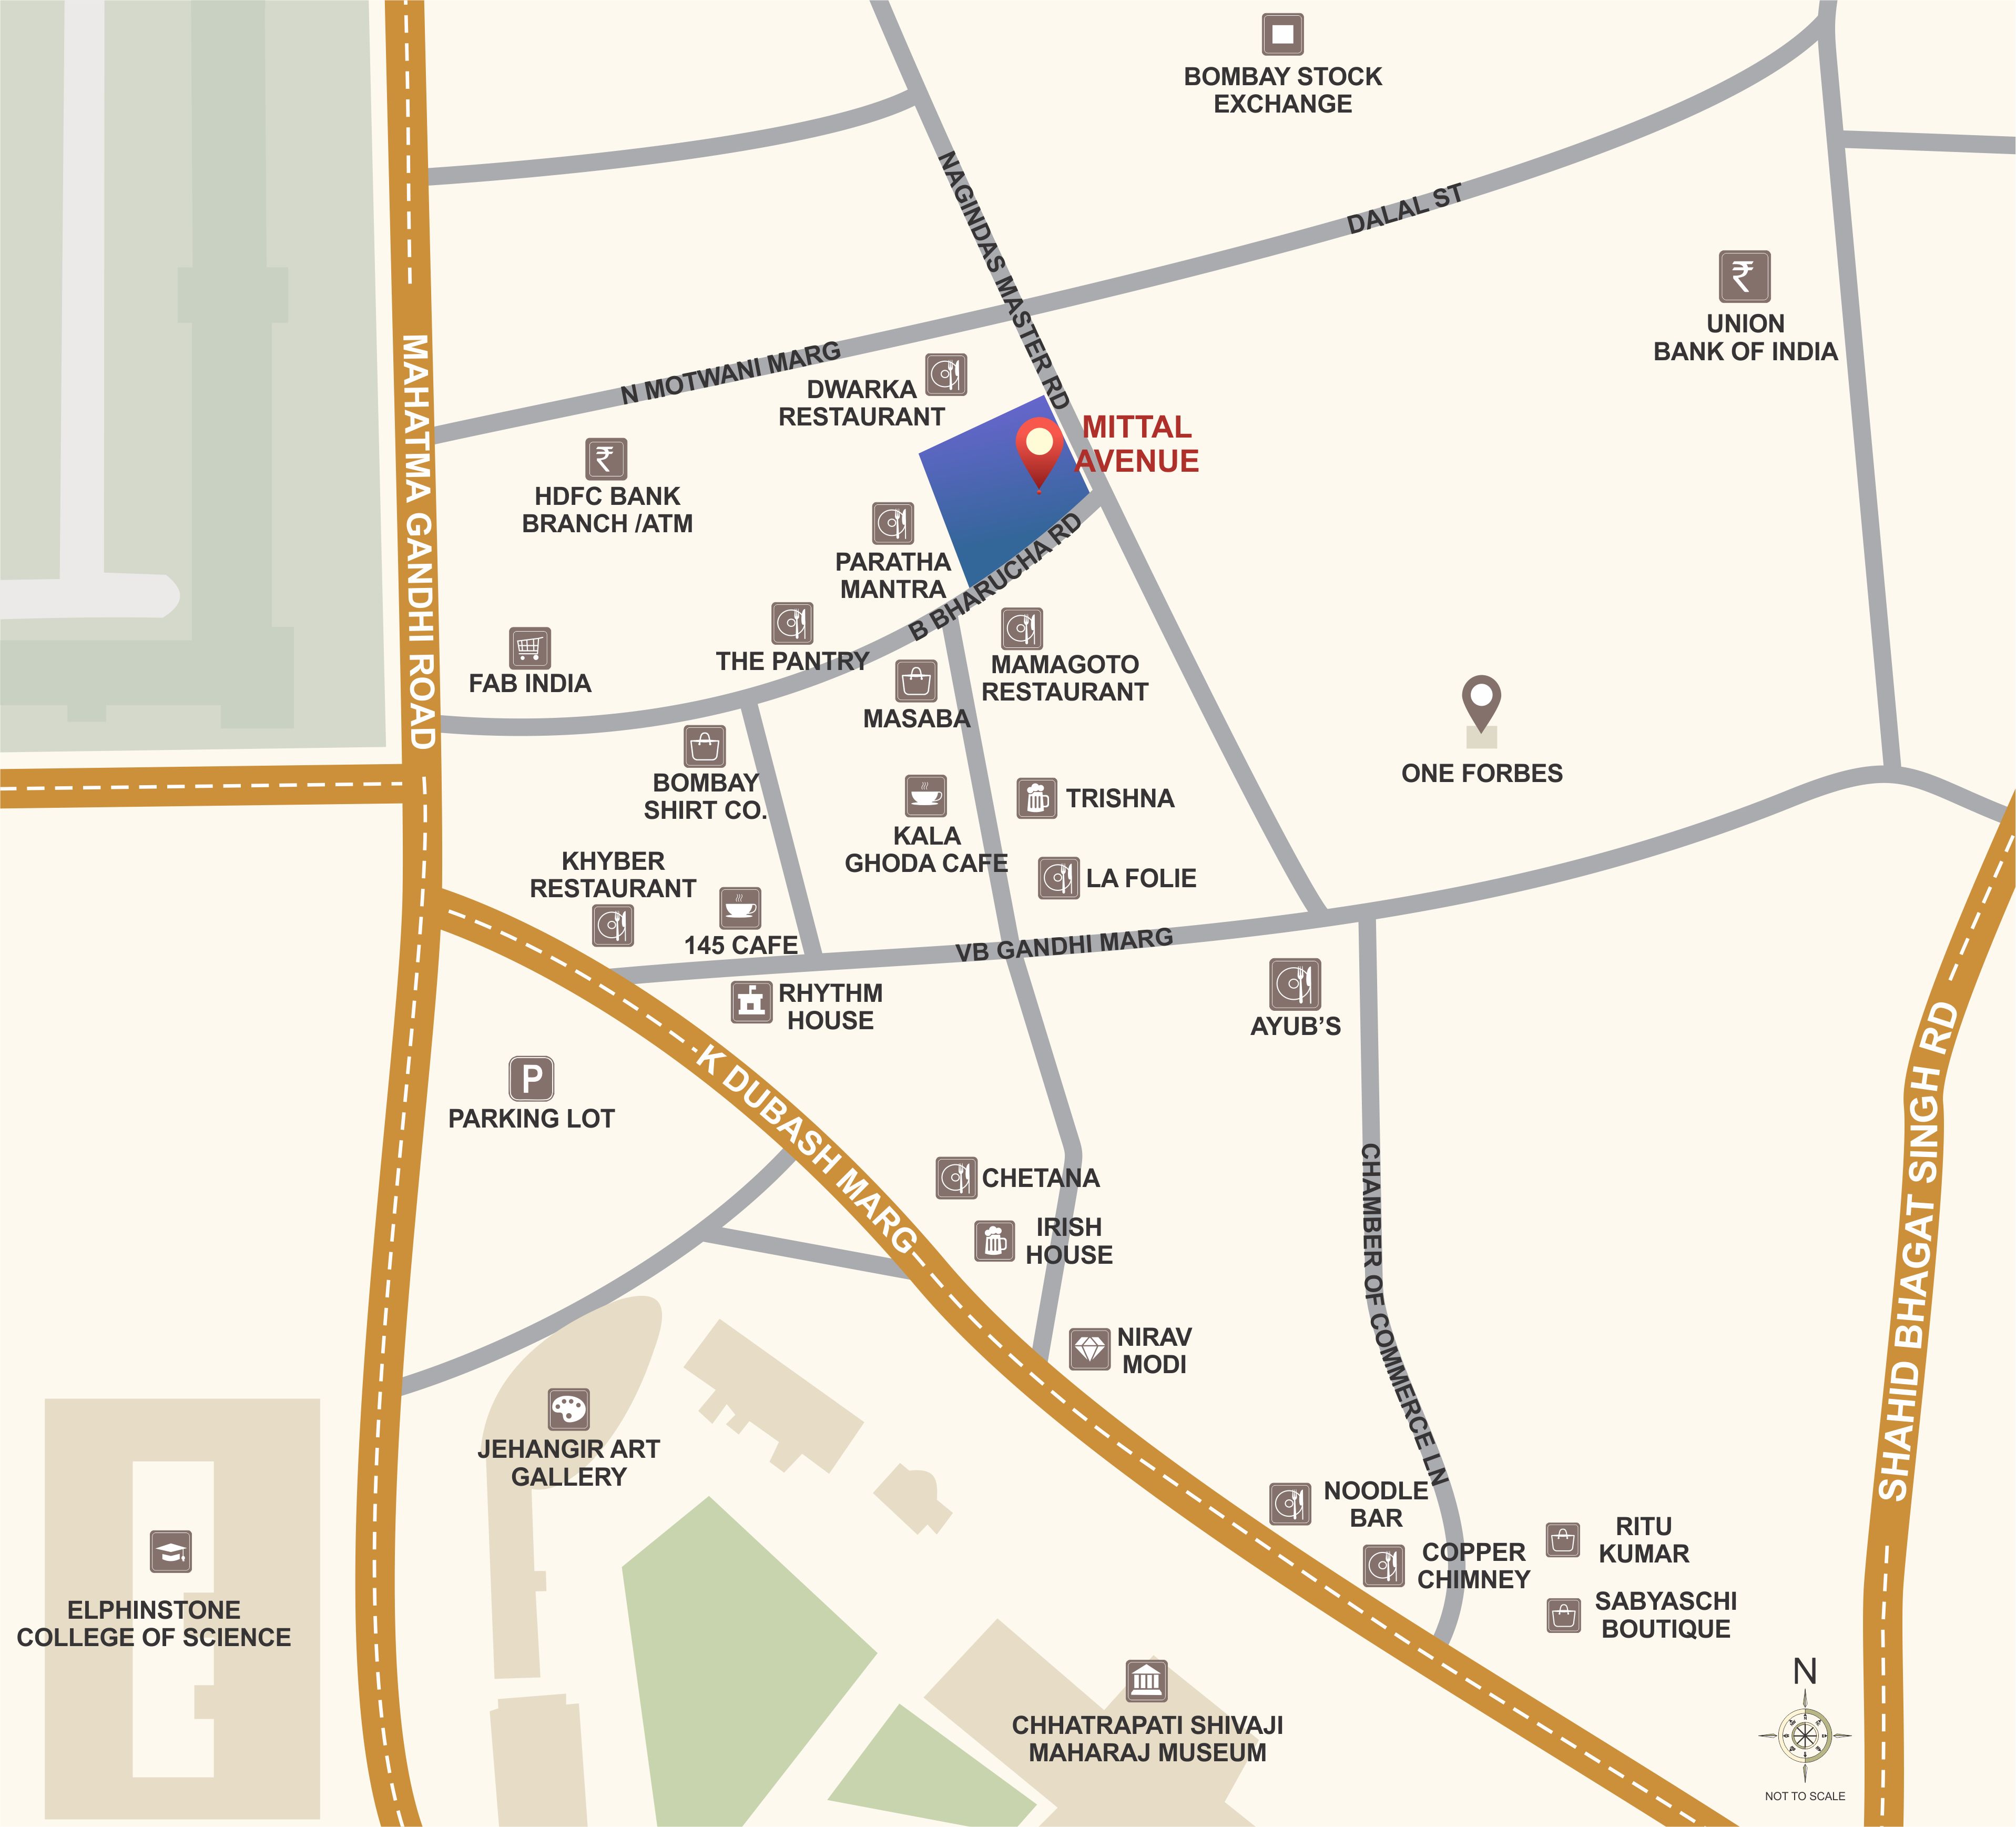 BOMBAY STOCK
EXCHANGE
NAGINDAS MASTER RD
DALAL ST
UNION
BANK OF INDIA
N MOTWANI MARG
DWARKA
RESTAURANT
MITTAL
AVENUE
MAHATMA GANDHI ROAD
HDFC BANK
BRANCH /ATM
PARATHA
MANTRA
B BHARUCHA RD
THE PANTRY
FAB INDIA
MAMAGOTO
RESTAURANT
MASABA
BOMBAY
SHIRT CO.
ONE FORBES
TRISHNA
KALA
GHODA CAFE
KHYBER
RESTAURANT
LA FOLIE
145 CAFE
VB GANDHI MARG
RHYTHM
HOUSE
AYUB’S
P
PARKING LOT
K DUBASH MARG
CHETANA
IRISH
HOUSE
CHAMBER OF COMMERCE LN
SHAHID BHAGAT SINGH RD
NIRAV
MODI
JEHANGIR ART
GALLERY
NOODLE
BAR
COPPER
CHIMNEY
RITU
KUMAR
SABYASCHI
BOUTIQUE
ELPHINSTONE
COLLEGE OF SCIENCE
CHHATRAPATI SHIVAJI
MAHARAJ MUSEUM
N
NOT TO SCALE